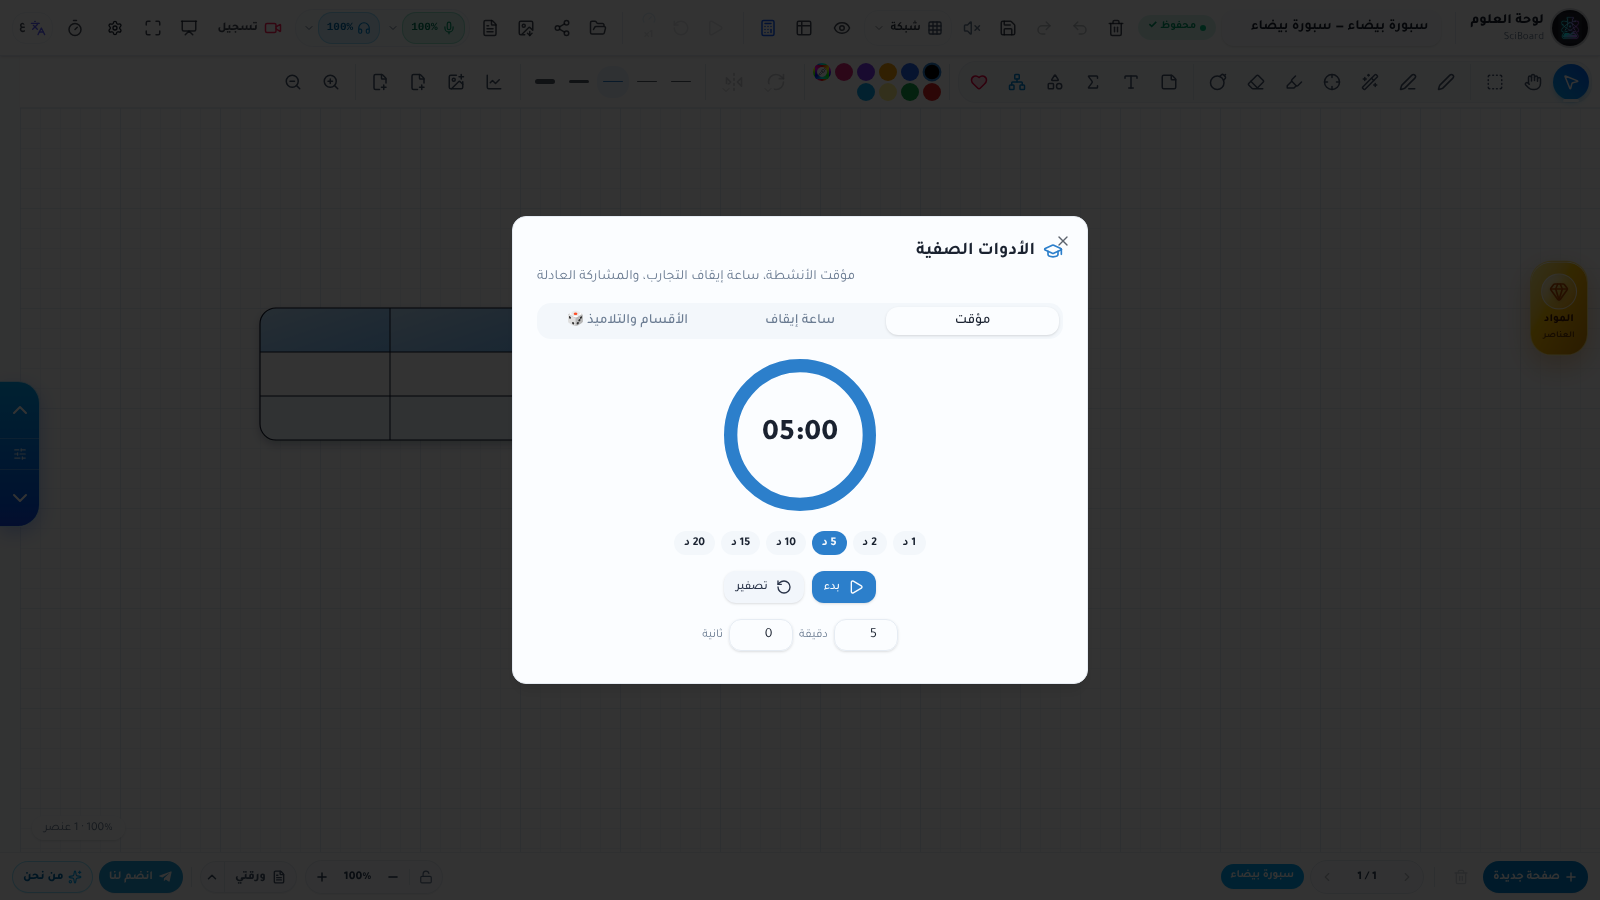 لوحة العلوم
SciBoard
سبورة بيضاء – سبورة بيضاء
محفوظ ✓
شبكة
100%
100%
تسجيل
ع
الأدوات الصفية
مؤقت الأنشطة، ساعة إيقاف التجارب، والمشاركة العادلة
مؤقت
ساعة إيقاف
الأقسام والتلاميذ 🎲
05:00
1 د
2 د
5 د
10 د
15 د
20 د
بدء
تصفير
5
دقيقة
0
ثانية
المواد
العناصر
100% · 1 عنصر
صفحة جديدة
1 / 1
سبورة بيضاء
100%
ورقتي
انضم لنا
من نحن